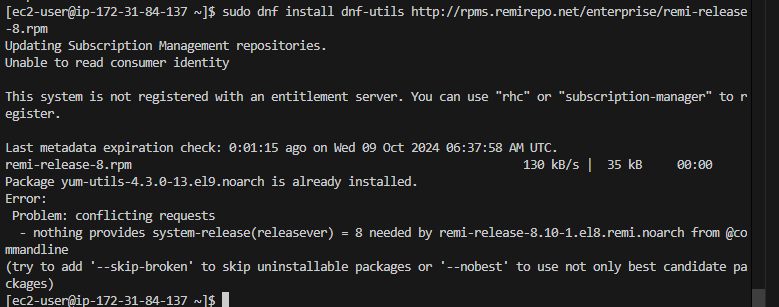 [ec2-user@ip-172-31-84-137 ~]$ sudo dnf install dnf-utils http://rpms.remirepo.net/enterprise/remi-release
-8.rpm
Updating Subscription Management repositories.
Unable to read consumer identity

This system is not registered with an entitlement server. You can use "rhc" or "subscription-manager" to r
egister.

Last metadata expiration check: 0:01:15 ago on Wed 09 Oct 2024 06:37:58 AM UTC.
remi-release-8.rpm                                                         130 kB/s |  35 kB     00:00
Package yum-utils-4.3.0-13.el9.noarch is already installed.
Error:
 Problem: conflicting requests
  - nothing provides system-release(releasever) = 8 needed by remi-release-8.10-1.el8.remi.noarch from @co
mmandline
(try to add '--skip-broken' to skip uninstallable packages or '--nobest' to use not only best candidate pa
ckages)
[ec2-user@ip-172-31-84-137 ~]$